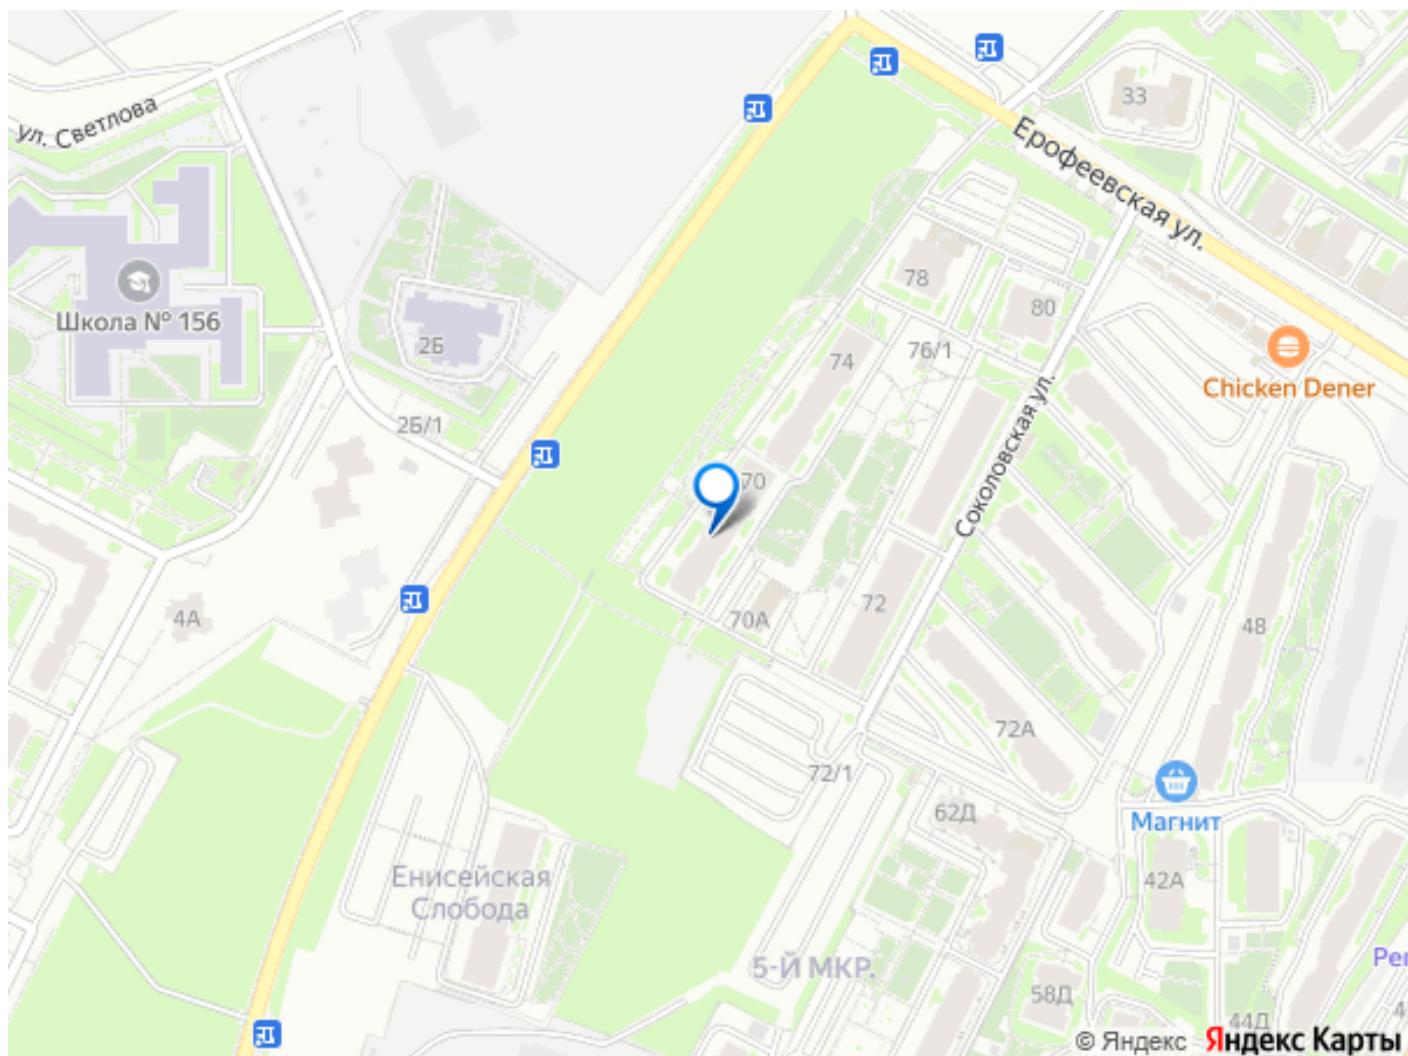 ул. Светлова
33
Ерофеевская ул.
Школа № 156
78
80
2Б
74
76/1
Chicken Dener
2Б/1
Соколовская ул.
70
4А
70А
72
48
72А
72/1
Магнит
62Д
42А
Енисейская
Слобода
5-Й МКР.
58Д
44Д
© Яндекс Яндекс Карты